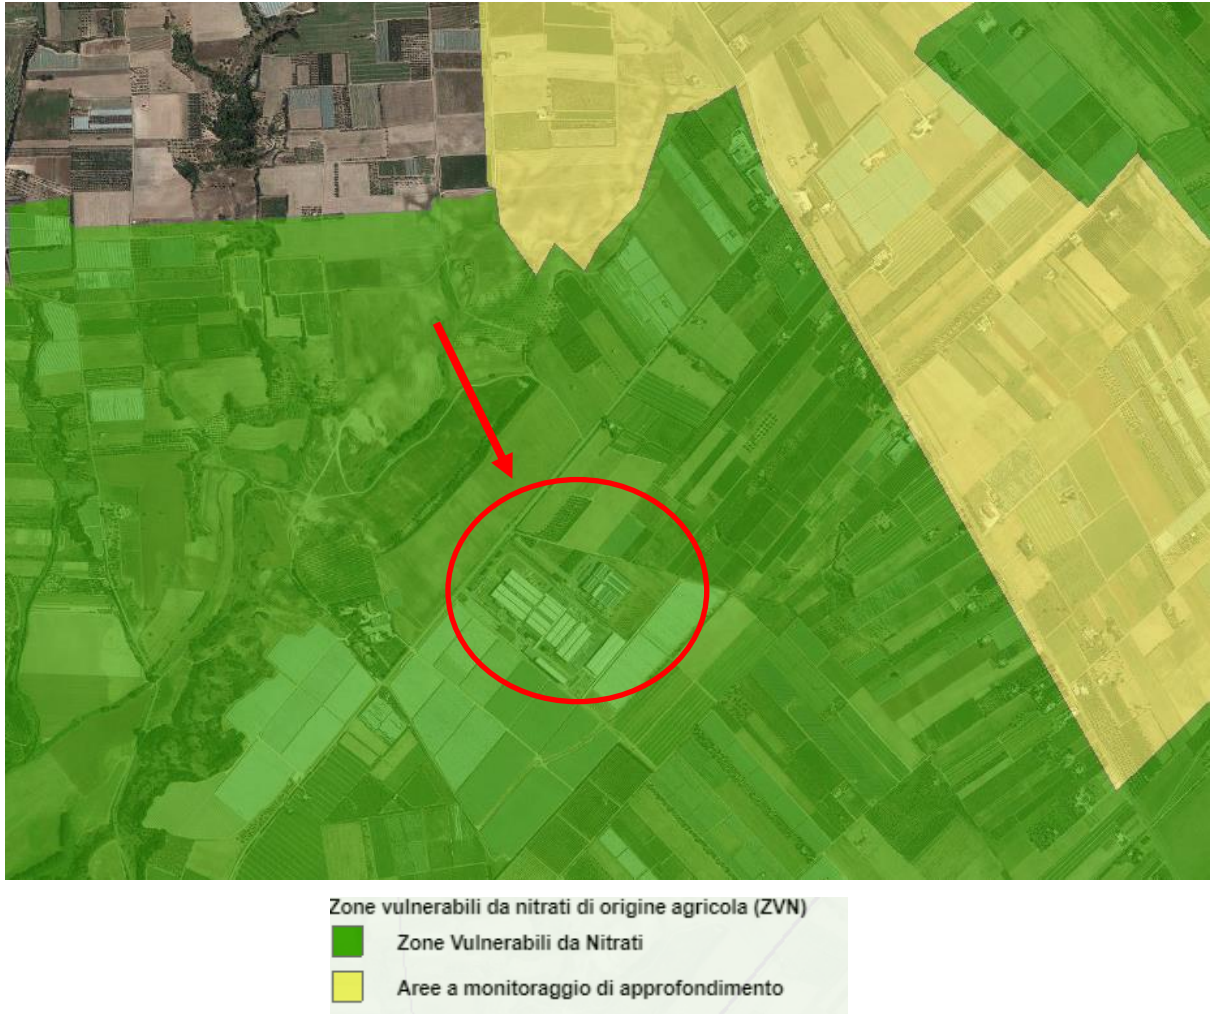 Zone vulnerabili da nitrati di origine agricola (ZVN)
Zone Vulnerabili da Nitrati
Aree a monitoraggio di approfondimento